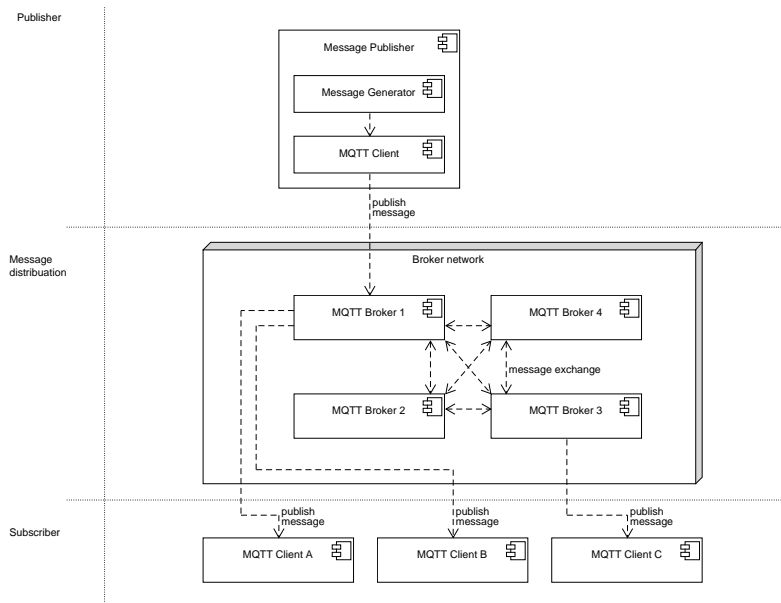 Publisher
Message Publisher
Message Generator
MQTT Client
publish
message
Message
distribuation
Broker network
MQTT Broker 1
MQTT Broker 4
message exchange
MQTT Broker 2
MQTT Broker 3
publish
message
publish
message
publish
message
Subscriber
MQTT Client A
MQTT Client B
MQTT Client C